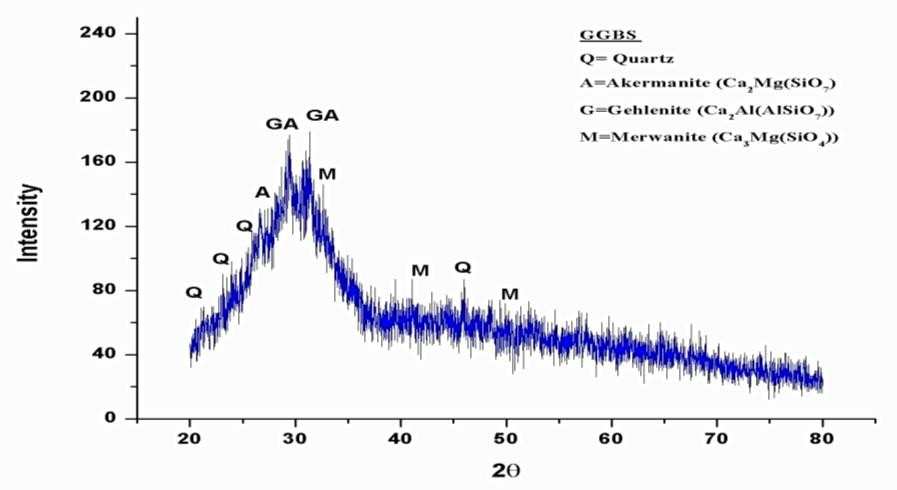 GGBS
Q= Quartz
A=Akermanite (Ca2Mg(SiO7)
G=Gehlenite (Ca2Al(AlSiO7))
M=Merwanite (Ca3Mg(SiO4))
240
200
160
120
80
40
0
Intensity
Q
Q
Q
A
GA
GA
M
M
Q
M
20 30 40 50 60 70 80
2θ